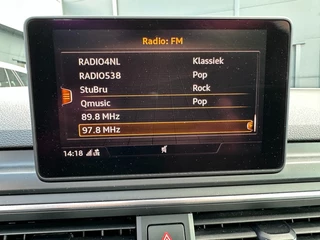 Radio: FM
RADIO4NL Klassiek
RADIO538 Pop
StuBru Rock
Qmusic Pop
89.8 MHz
97.8 MHz
14:18